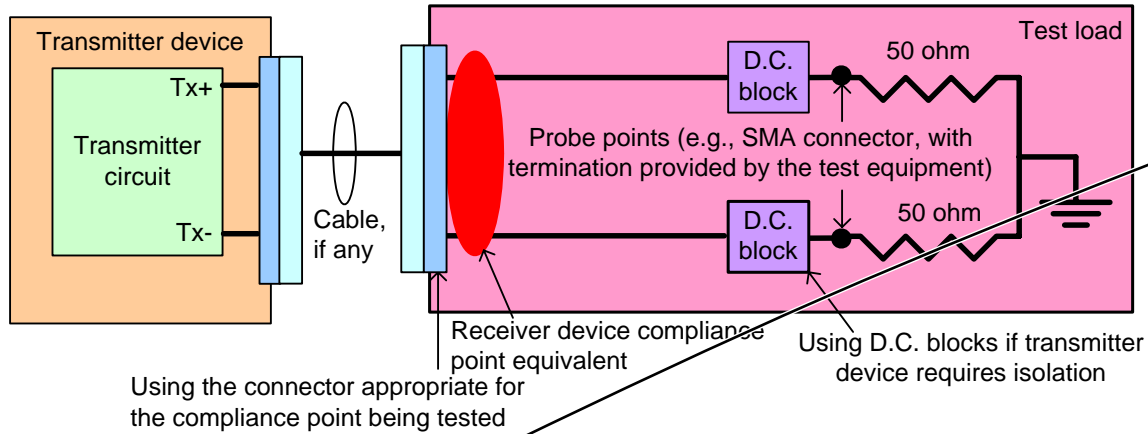 Transmitter device
Test load
Tx+
D.C.
block
50 ohm
Transmitter
circuit
Probe points (e.g., SMA connector, with
termination provided by the test equipment)
Tx-
Cable,
if any
D.C.
block
50 ohm
Receiver device compliance
point equivalent
Using D.C. blocks if transmitter
device requires isolation
Using the connector appropriate for
the compliance point being tested